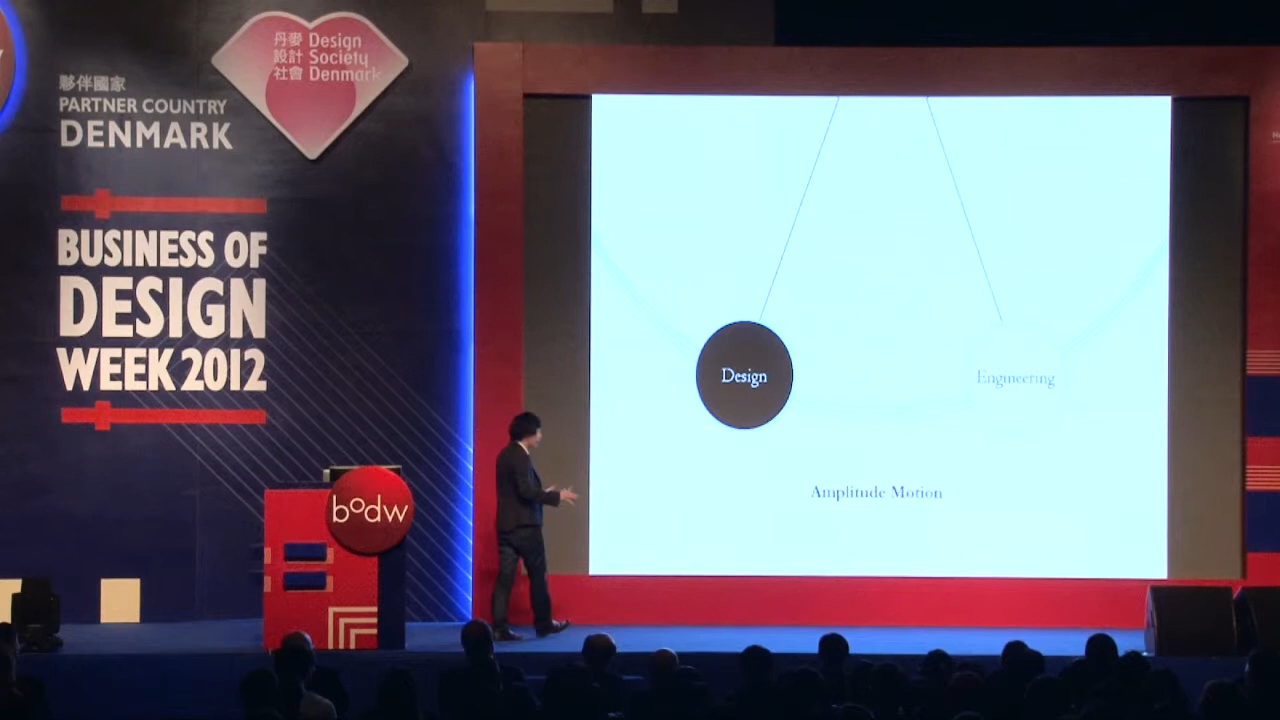 夥伴國家
PARTNER COUNTRY
DENMARK
丹麥 Design
設計 Society
社會 Denmark
BUSINESS OF
DESIGN
WEEK 2012
bodw
Design
Engineering
Amplitude Motion